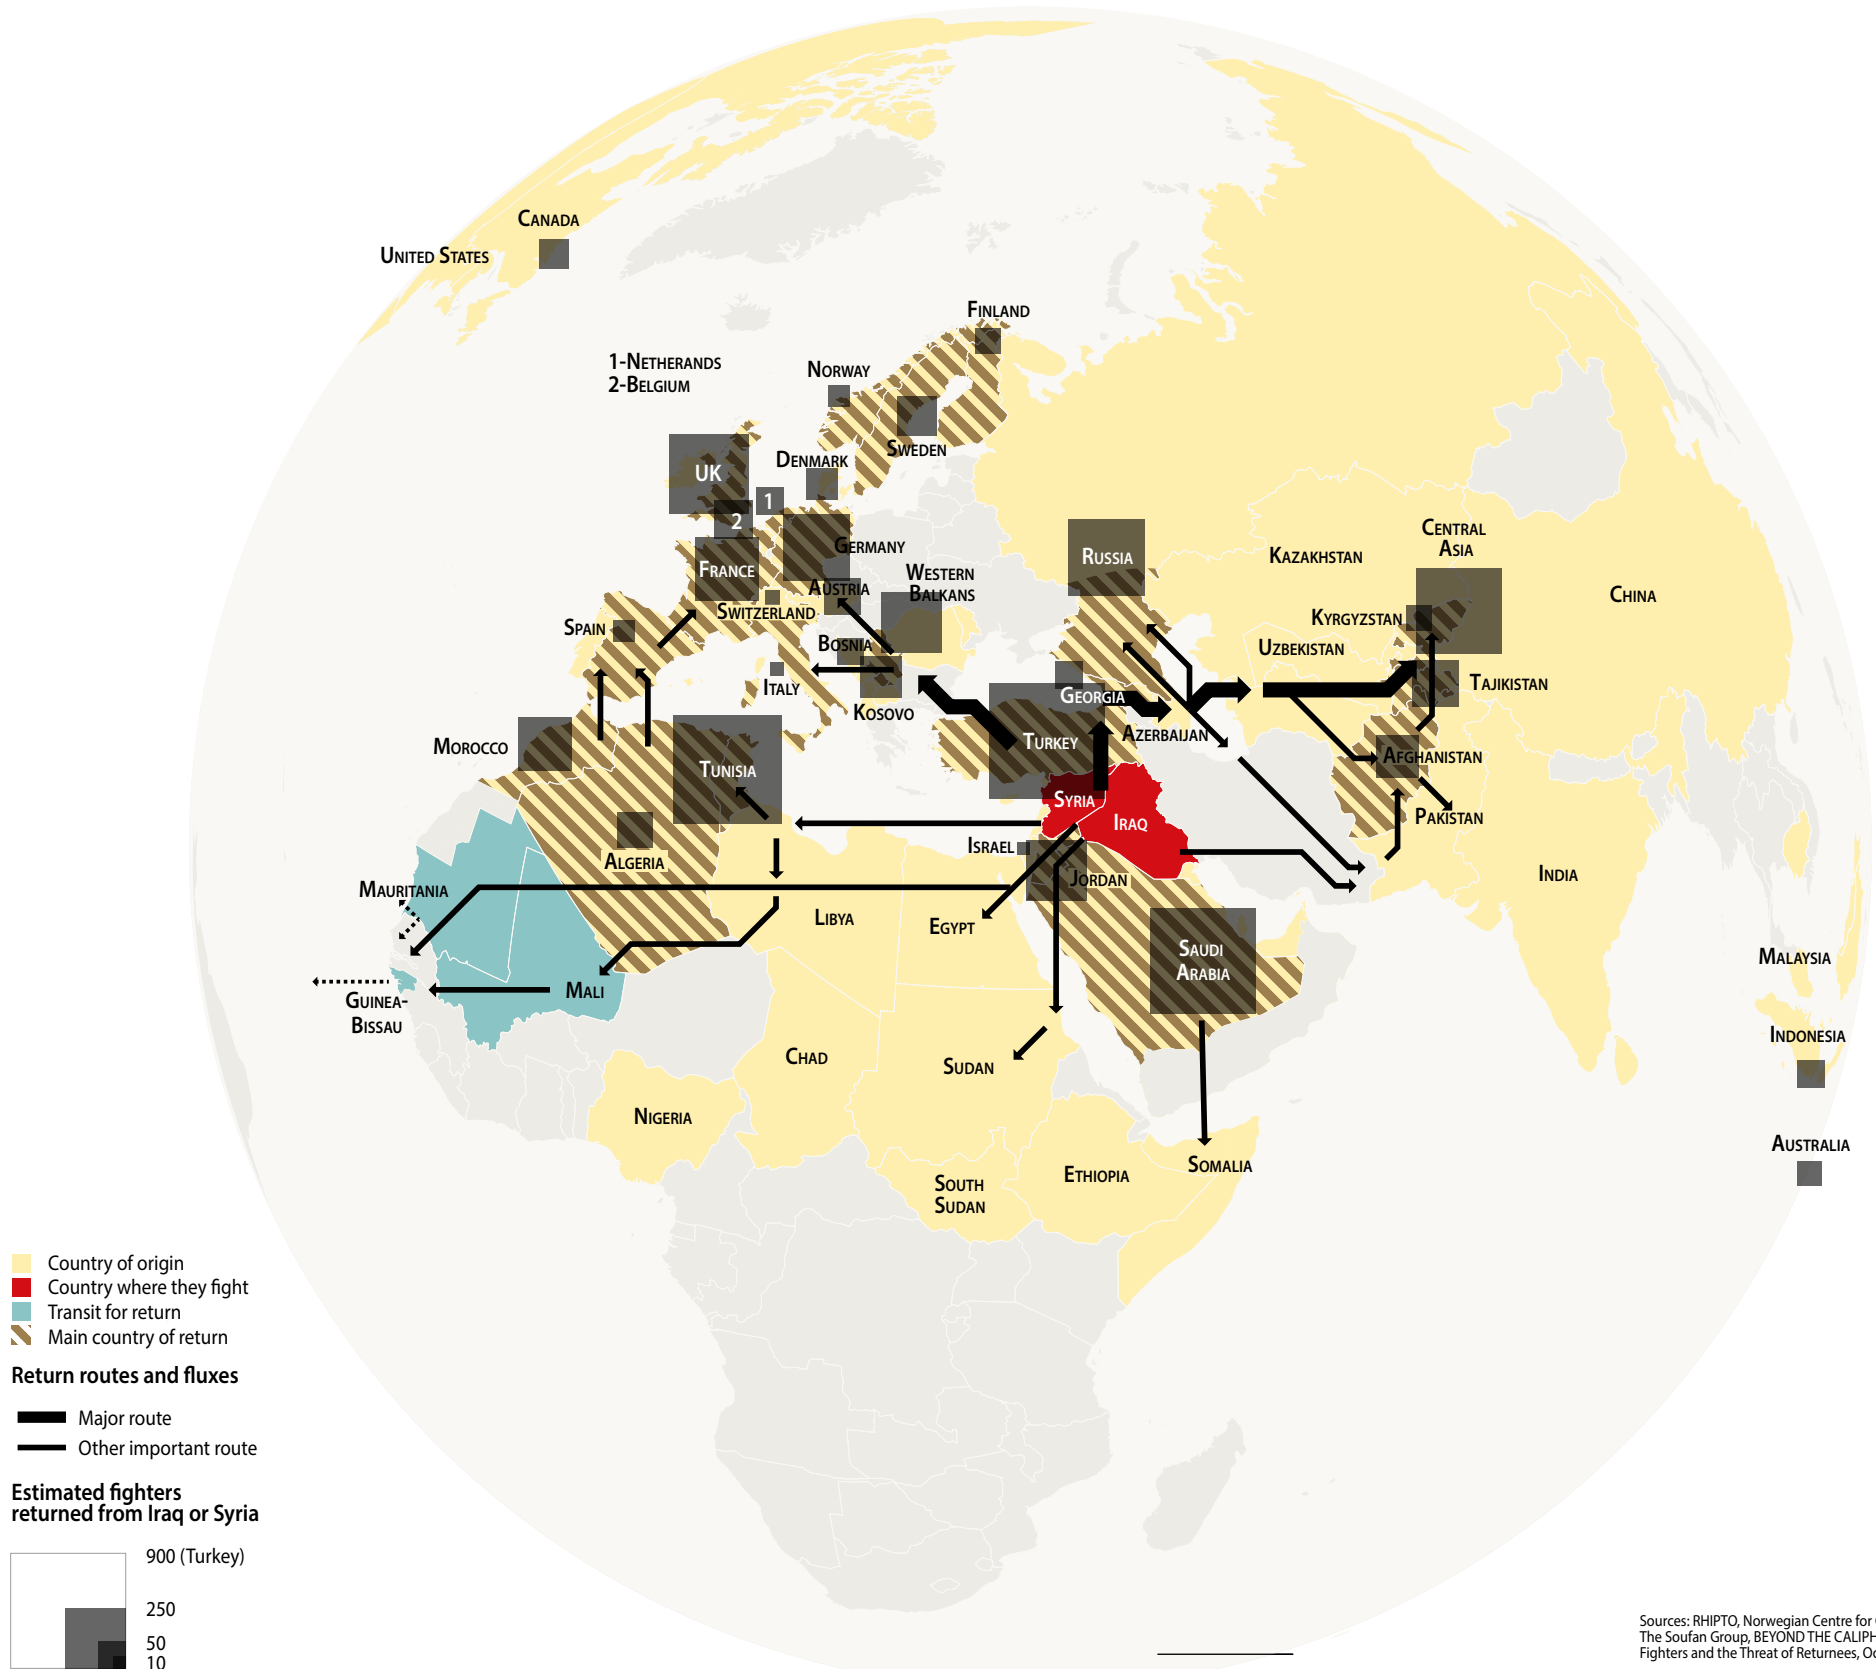 CANADA
UNITED STATES
FINLAND
1-NETHERANDS
2-BELGIUM
NORWAY
SWEDEN
DENMARK
UK
1
2
GERMANY
FRANCE
AUSTRIA
WESTERN
BALKANS
SWITZERLAND
SPAIN
BOSNIA
ITALY
KOSOVO
RUSSIA
KAZAKHSTAN
CENTRAL
ASIA
CHINA
KYRGYZSTAN
UZBEKISTAN
TAJIKISTAN
GEORGIA
AZERBAIJAN
TURKEY
AFGHANISTAN
PAKISTAN
MOROCCO
TUNISIA
SYRIA
IRAQ
ISRAEL
JORDAN
ALGERIA
MAURITANIA
LIBYA
EGYPT
INDIA
SAUDI
ARABIA
MALAYSIA
GUINEA-
BISSAU
MALI
INDONESIA
CHAD
SUDAN
NIGERIA
AUSTRALIA
SOUTH
SUDAN
ETHIOPIA
SOMALIA
Country of origin
Country where they fight
Transit for return
Main country of return
Return routes and fluxes
Major route
Other important route
Estimated fighters
returned from Iraq or Syria
900 (Turkey)
250
50
10
Sources: RHIPTO, Norwegian Centre for
The Soufan Group, BEYOND THE CALIPH
Fighters and the Threat of Returnees,